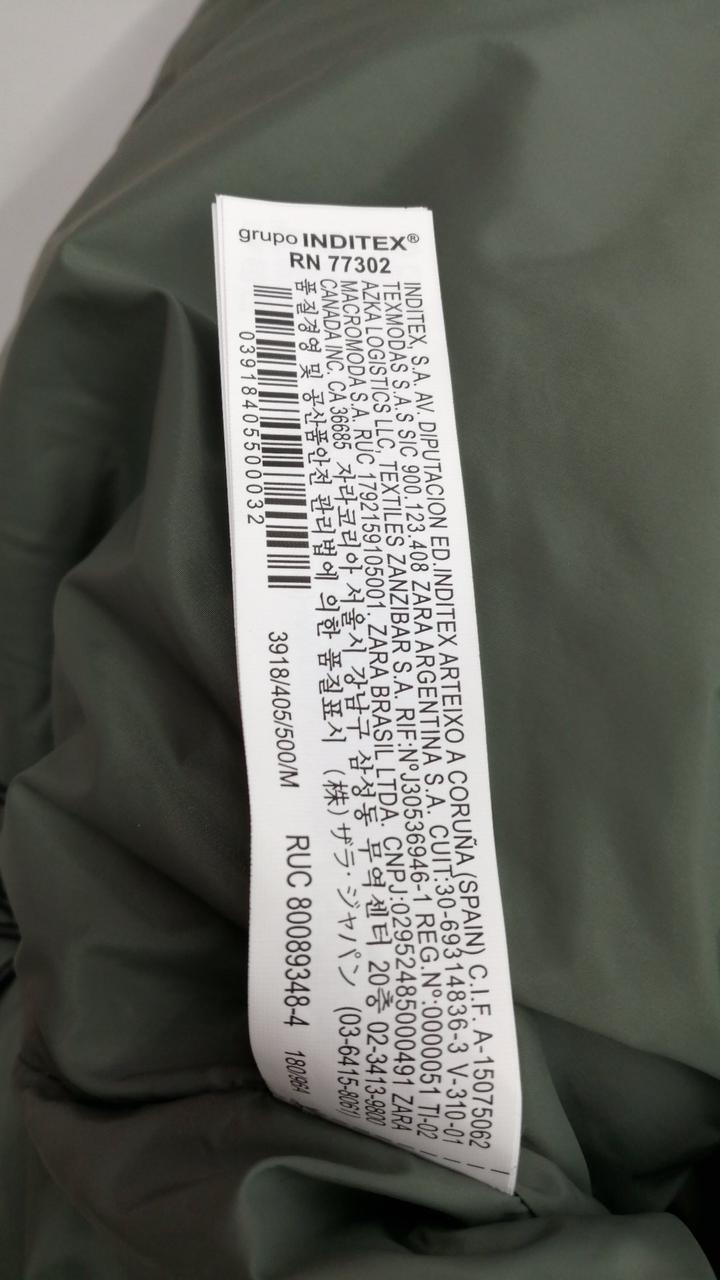 grupo INDITEX®
RN 77302
INDITEX, S.A. AV. DIPUTACION ED.INDITEX ARTEIXO A CORUÑA (SPAIN) C.I.F. A-15075062
TEXMODAS S.A.S SIC 900.123.408 ZARA ARGENTINA S.A. CUIT:30-69314836-3 V-310-01
AZKA LOGISTICS LLC, TEXTILES ZANZIBAR S.A. RIF:NºJ30536946-1 REG.Nº:0000051 TI-02
MACROMODA S.A. RUC 1792159105001, ZARA BRASIL LTDA. CNPJ:02952485000491 ZARA
CANADA INC. CA 36685 자라코리아 서울시 강남구 삼성동 무역센터 20층 02-3413-9800
품질경영 및 공산품안전 관리법에 의한 품질표시 (株)ザラ·ジャパン (03-6415-8061)
03918405500032
3918/405/500/M RUC 80089348-4 180/964